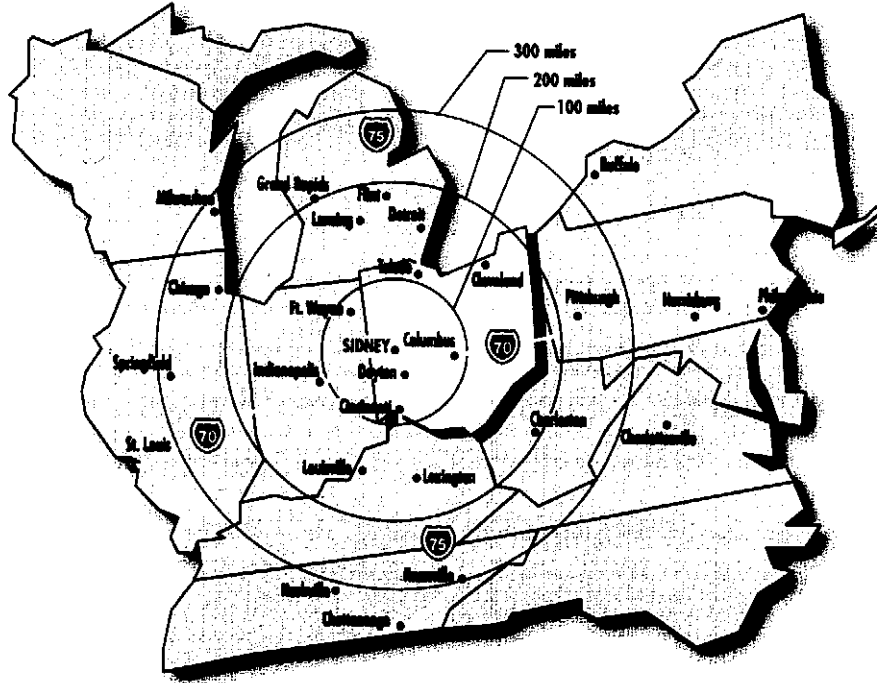 300 miles
200 miles
100 miles
75
Buffalo
Grand Rapids
Flint
Milwaukee
Lansing
Detroit
Toledo
Cleveland
Chicago
Ft. Wayne
Pittsburgh
Harrisburg
Philadelphia
SIDNEY
Columbus
70
Springfield
Indianapolis
Dayton
Cincinnati
Charleston
Charlottesville
St. Louis
70
Louisville
Lexington
75
Knoxville
Nashville
Chattanooga